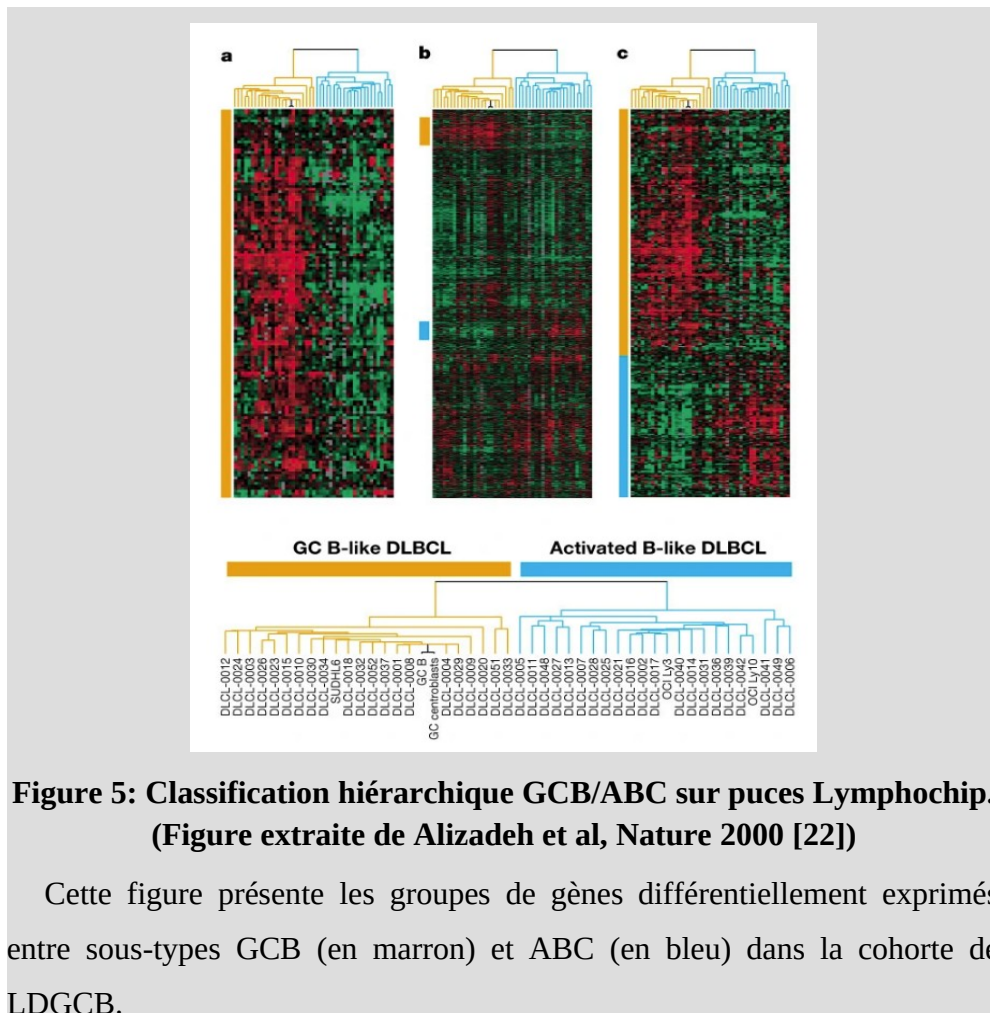 a b c
GC B-like DLBCL Activated B-like DLBCL
DLCL-0012
DLCL-0024
DLCL-0003
DLCL-0026
DLCL-0023
DLCL-0015
DLCL-0010
DLCL-0030
DLCL-0034
SUDHL6
DLCL-0018
DLCL-0032
DLCL-0052
DLCL-0037
DLCL-0001
DLCL-0008
GC B
GC centroblasts
DLCL-0004
DLCL-0029
DLCL-0009
DLCL-0020
DLCL-0051
DLCL-0033
DLCL-0005
DLCL-0011
DLCL-0048
DLCL-0027
DLCL-0013
DLCL-0007
DLCL-0028
DLCL-0025
DLCL-0021
DLCL-0016
DLCL-0002
DLCL-0017
OCI Ly3
DLCL-0040
DLCL-0014
DLCL-0031
DLCL-0036
DLCL-0039
DLCL-0042
OCI Ly10
DLCL-0041
DLCL-0049
DLCL-0006
Figure 5: Classification hiérarchique GCB/ABC sur puces Lymphochip.
(Figure extraite de Alizadeh et al, Nature 2000 [22])
Cette figure présente les groupes de gènes différentiellement exprimés
entre sous-types GCB (en marron) et ABC (en bleu) dans la cohorte de
LDGCB.